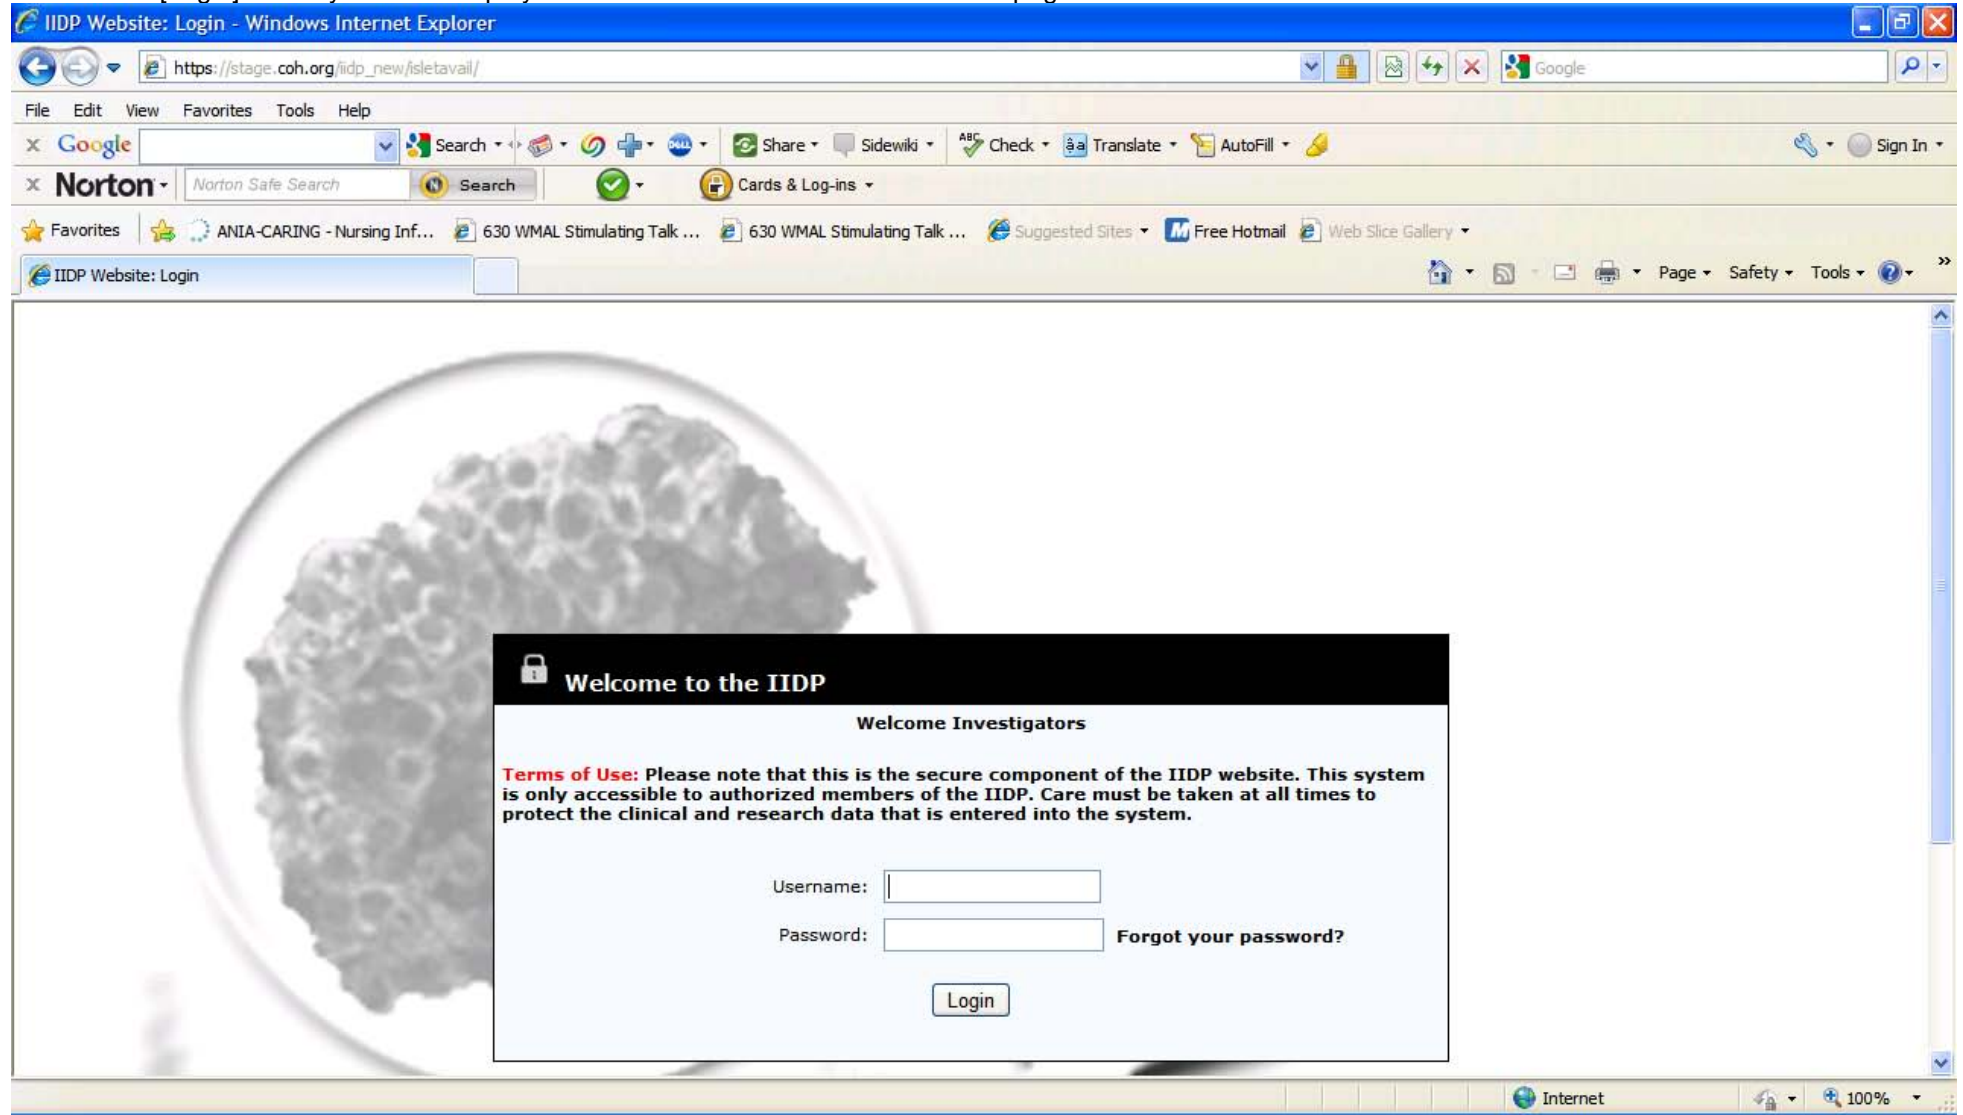 IIDP Website: Login - Windows Internet Explorer
https://stage.coh.org/iidp_new/isletavail/
Google
File Edit View Favorites Tools Help
x Google Search Share Sidewiki ABC Check âa Translate AutoFill Sign In
x Norton Norton Safe Search Search Cards & Log-ins
Favorites ANIA-CARING - Nursing Inf... 630 WMAL Stimulating Talk ... 630 WMAL Stimulating Talk ... Suggested Sites Free Hotmail Web Slice Gallery
IIDP Website: Login Page Safety Tools »
Welcome to the IIDP
Welcome Investigators
Terms of Use: Please note that this is the secure component of the IIDP website. This system
is only accessible to authorized members of the IIDP. Care must be taken at all times to
protect the clinical and research data that is entered into the system.
Username:
Password: Forgot your password?
Login
Internet 100%